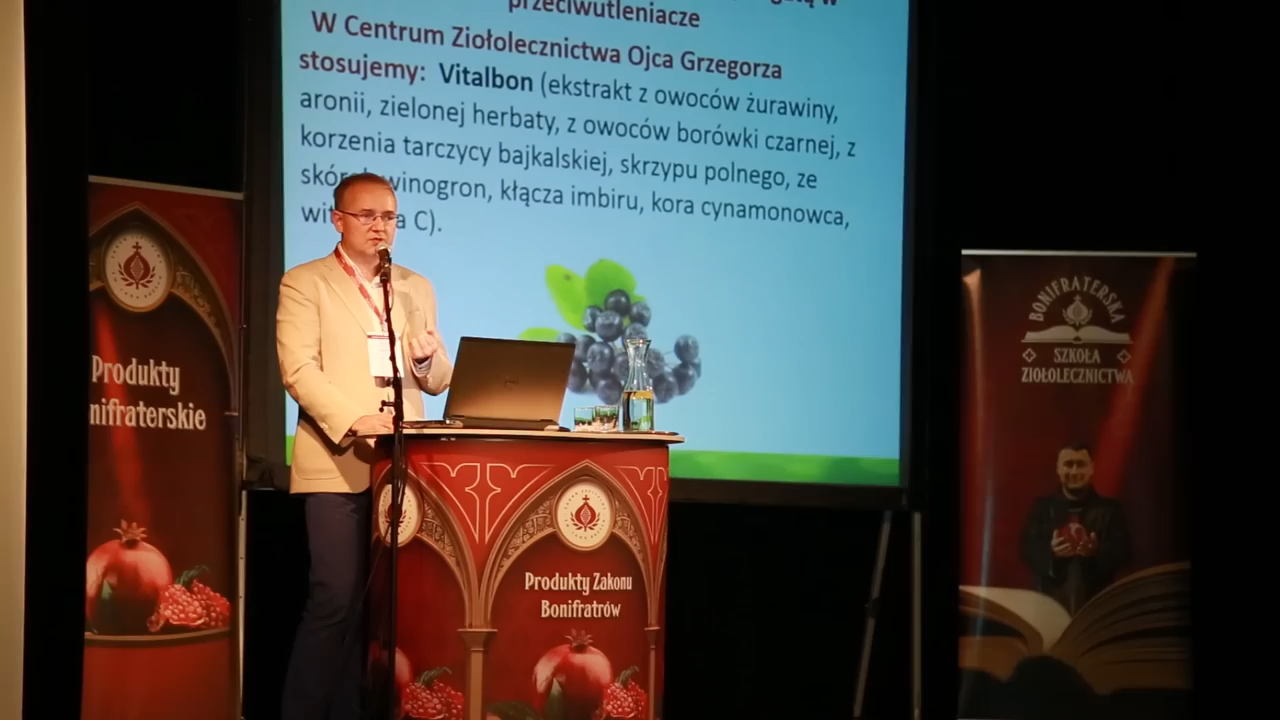 przeciwutleniacze
W Centrum Ziołolecznictwa Ojca Grzegorza
stosujemy: Vitalbon (ekstrakt z owoców żurawiny,
aronii, zielonej herbaty, z owoców borówki czarnej, z
korzenia tarczycy bajkalskiej, skrzypu polnego, ze
winogron, kłącza imbiru, kora cynamonowca,
C).
Produkty
nifraterskie
Produkty Zakonu
Bonifratrów
BONIFRATERSKA
SZKOŁA
ZIOŁOLECZNICTWA